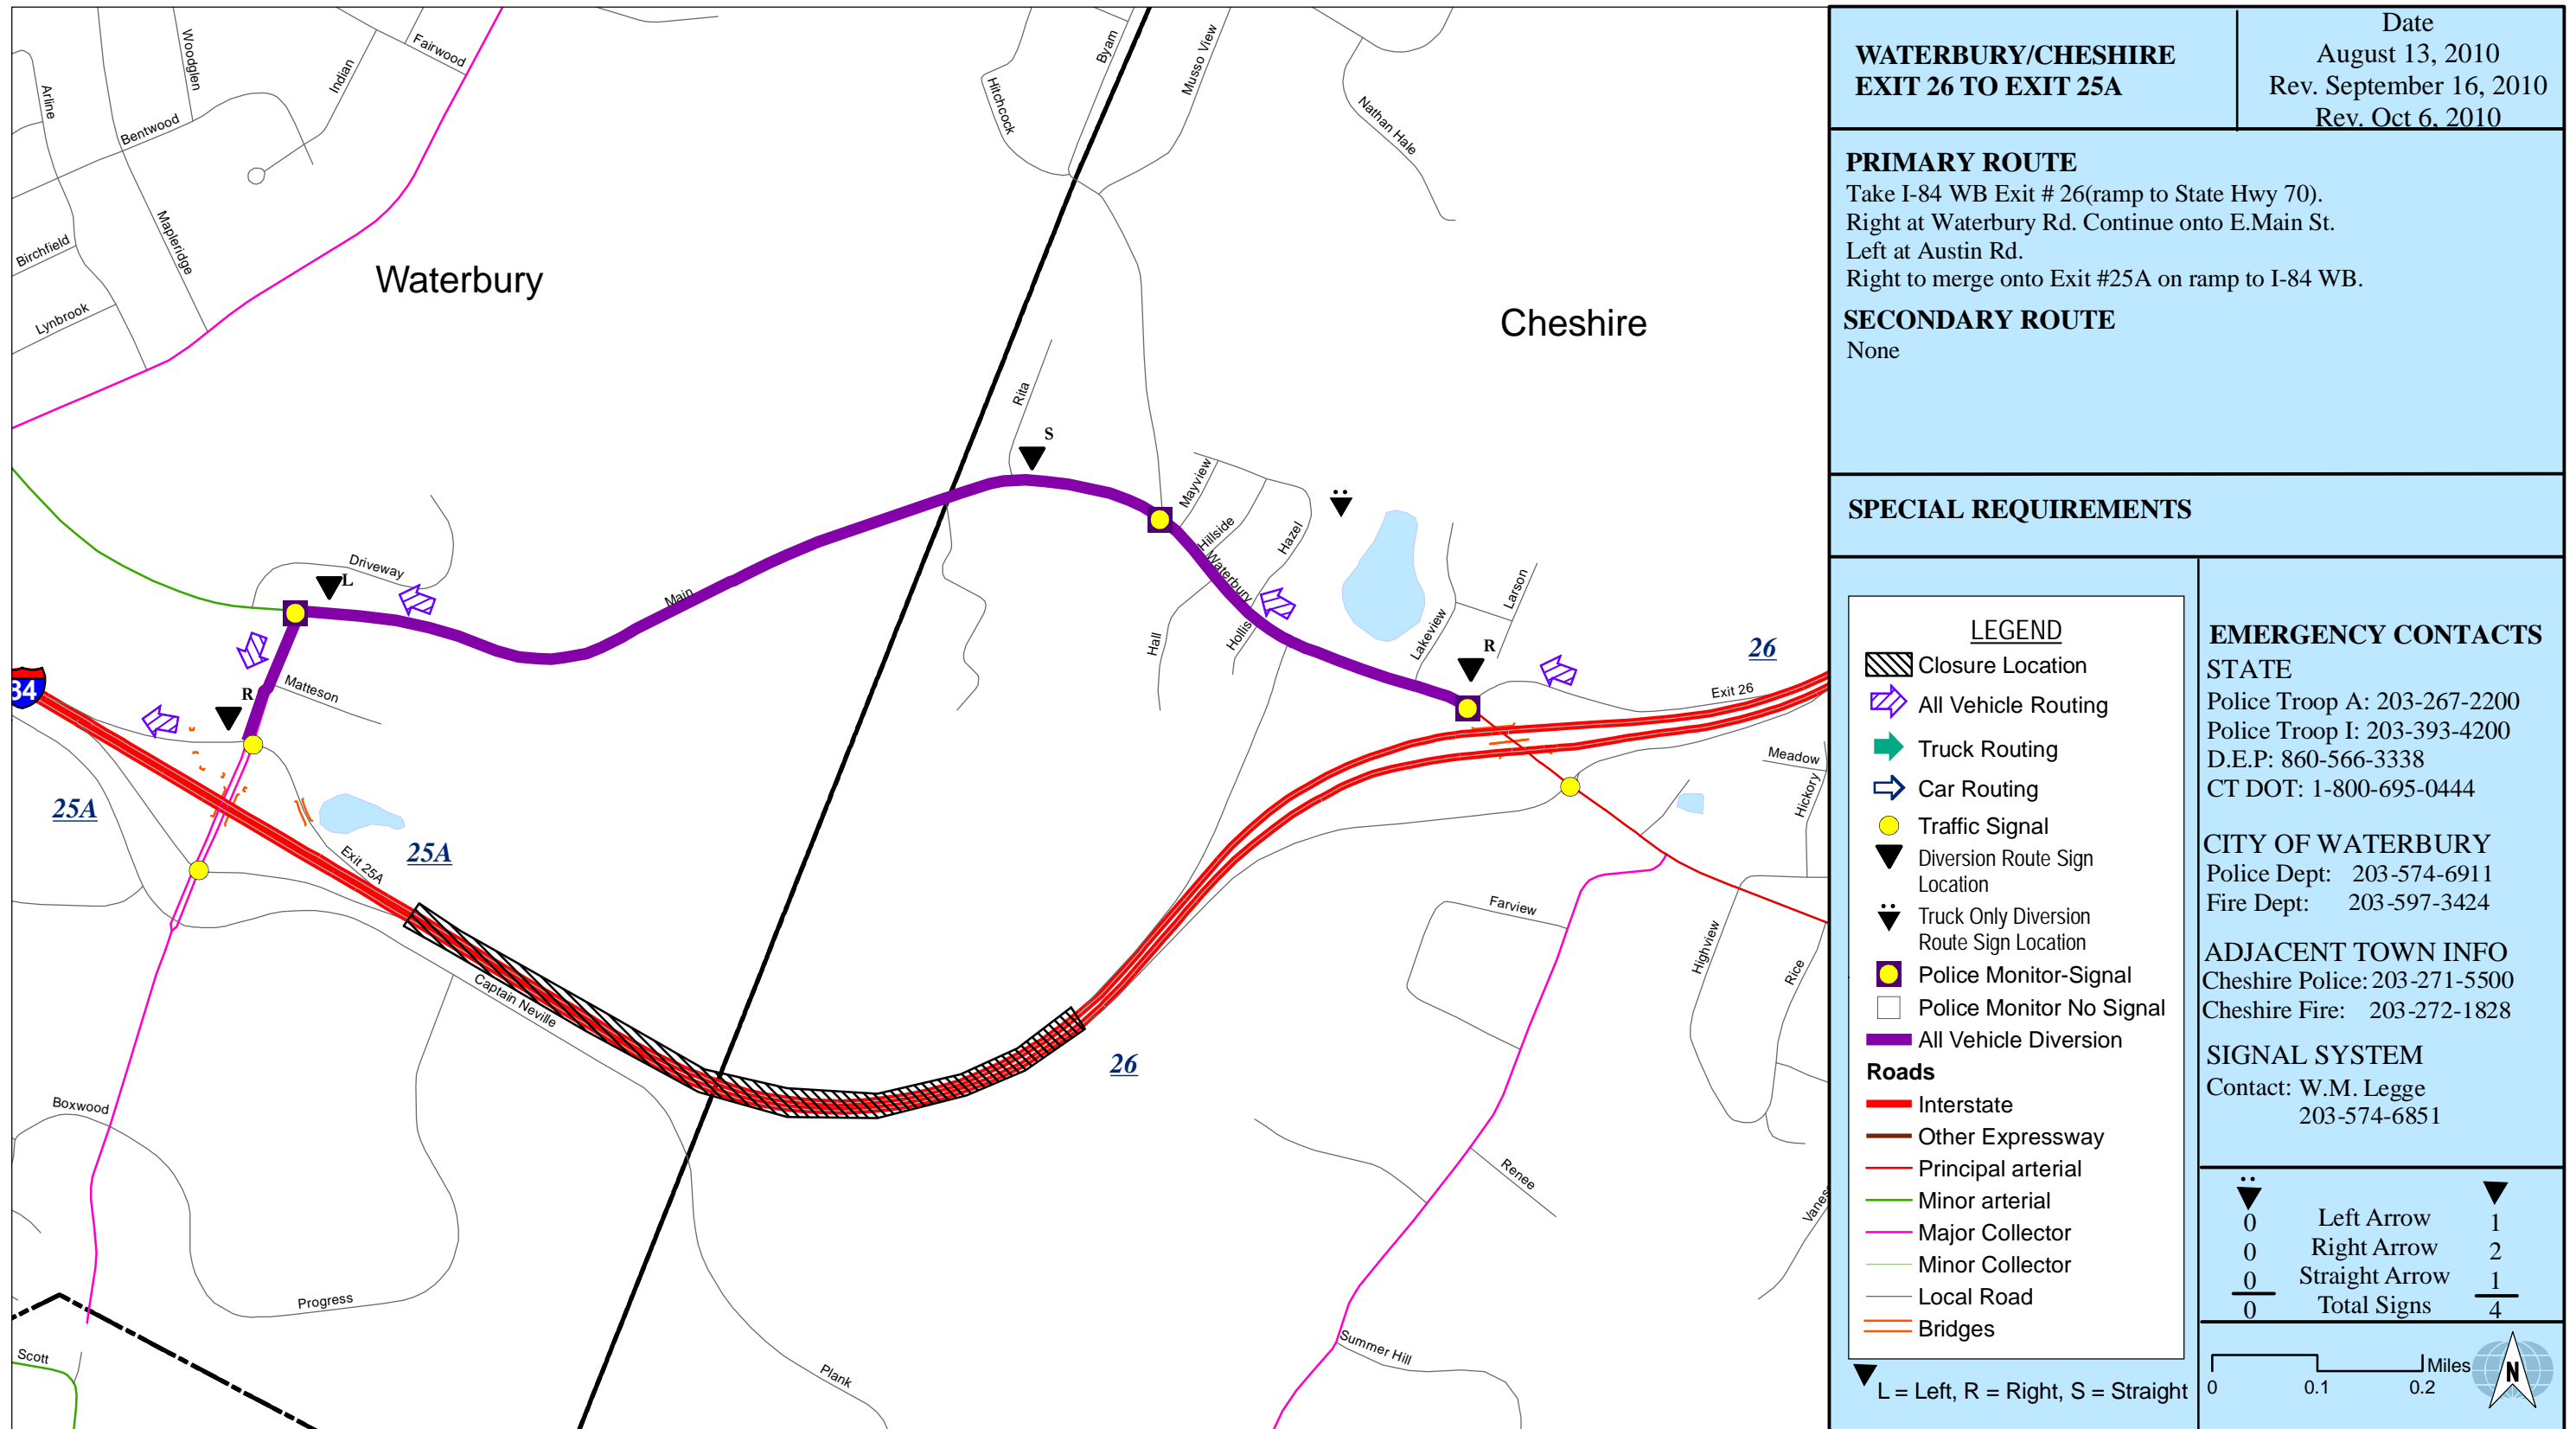 Woodglen
Fairwood
Indian
Arline
Bentwood
Mapleridge
Birchfield
Lynbrook
Waterbury
Byam
Musso View
Hitchcock
Nathan Hale
Cheshire
Rita
S
Mayview
Hillside
Hazel
Waterbury
Hollis
Hall
Lakeview
Larson
R
26
Exit 26
Driveway
L
Main
Matteson
R
84
25A
25A
Exit 25A
Meadow
Hickory
Farview
Highview
Rice
Captain Neville
26
Boxwood
Renee
Progress
Summer Hill
Plank
Scott
WATERBURY/CHESHIRE
EXIT 26 TO EXIT 25A
Date
August 13, 2010
Rev. September 16, 2010
Rev. Oct 6, 2010
PRIMARY ROUTE
Take I-84 WB Exit # 26(ramp to State Hwy 70).
Right at Waterbury Rd. Continue onto E.Main St.
Left at Austin Rd.
Right to merge onto Exit #25A on ramp to I-84 WB.
SECONDARY ROUTE
None
SPECIAL REQUIREMENTS
LEGEND
Closure Location
All Vehicle Routing
Truck Routing
Car Routing
Traffic Signal
Diversion Route Sign
Location
Truck Only Diversion
Route Sign Location
Police Monitor-Signal
Police Monitor No Signal
All Vehicle Diversion
Roads
Interstate
Other Expressway
Principal arterial
Minor arterial
Major Collector
Minor Collector
Local Road
Bridges
L = Left, R = Right, S = Straight
EMERGENCY CONTACTS
STATE
Police Troop A: 203-267-2200
Police Troop I: 203-393-4200
D.E.P: 860-566-3338
CT DOT: 1-800-695-0444
CITY OF WATERBURY
Police Dept: 203-574-6911
Fire Dept: 203-597-3424
ADJACENT TOWN INFO
Cheshire Police: 203-271-5500
Cheshire Fire: 203-272-1828
SIGNAL SYSTEM
Contact: W.M. Legge
203-574-6851
0 Left Arrow 1
0 Right Arrow 2
0 Straight Arrow 1
0 Total Signs 4
Miles
0 0.1 0.2
N